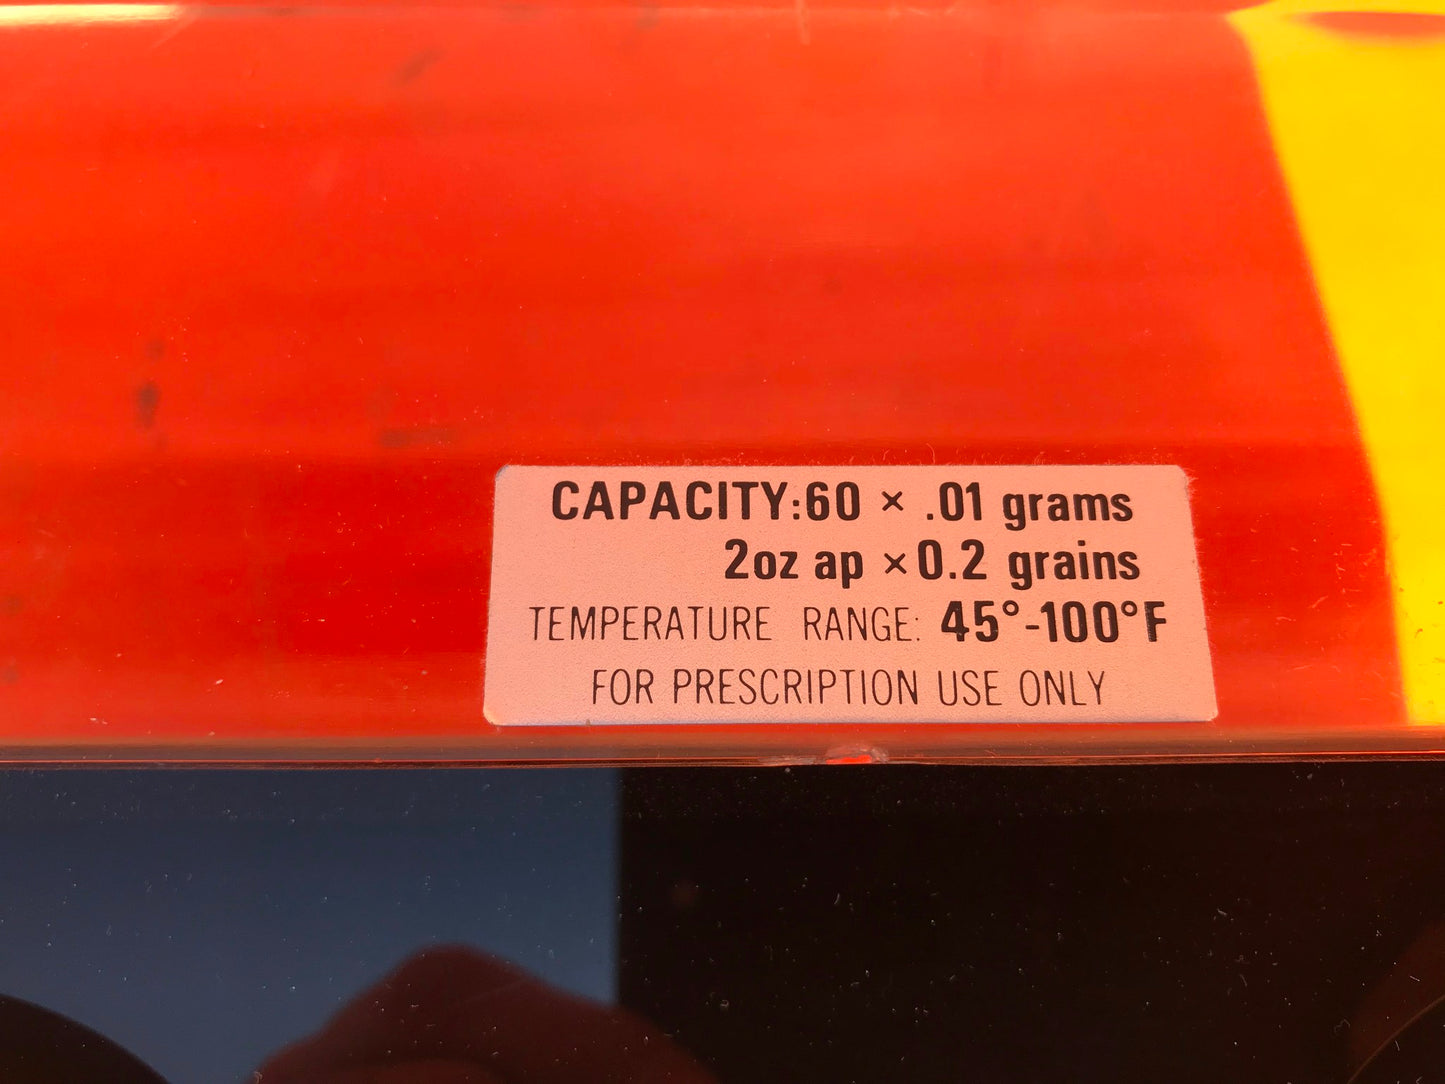 CAPACITY:60 × .01 grams
2oz ap ×0.2 grains
TEMPERATURE RANGE: 45°-100°F
FOR PRESCRIPTION USE ONLY